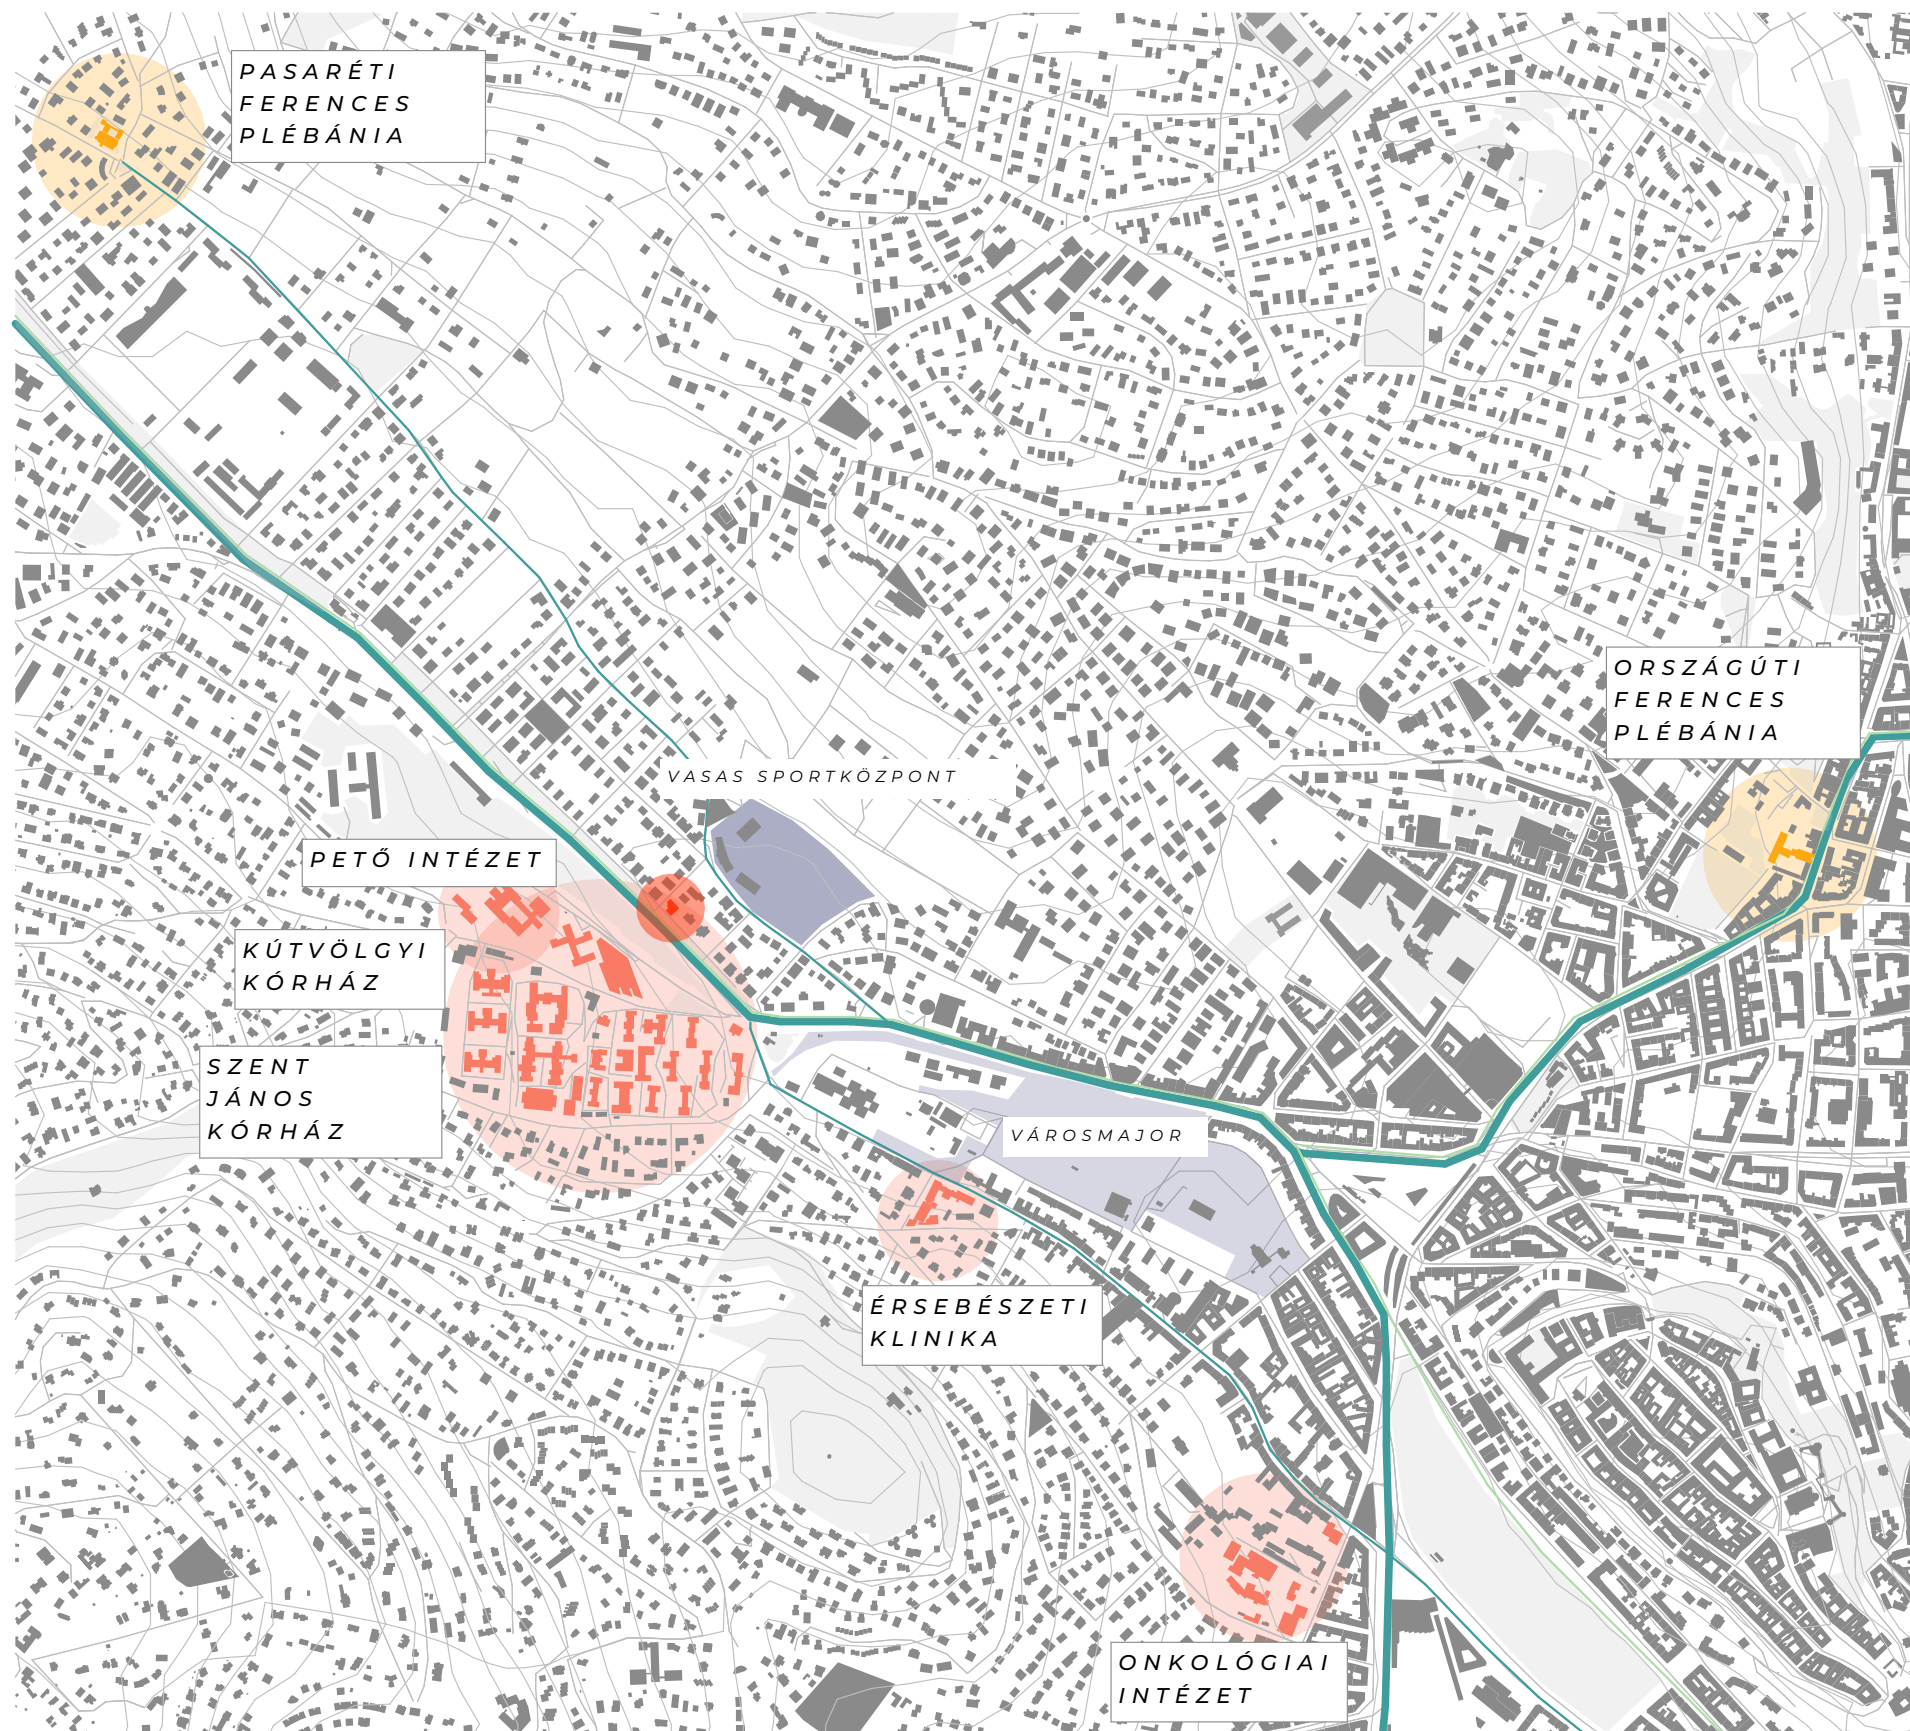 PASARÉTI
FERENCES
PLÉBÁNIA
ORSZÁGÚTI
FERENCES
PLÉBÁNIA
VASAS SPORTKÖZPONT
PETŐ INTÉZET
KÚTVÖLGYI
KÓRHÁZ
SZENT
JÁNOS
KÓRHÁZ
VÁROSMAJOR
ÉRSEBÉSZETI
KLINIKA
ONKOLÓGIAI
INTÉZET